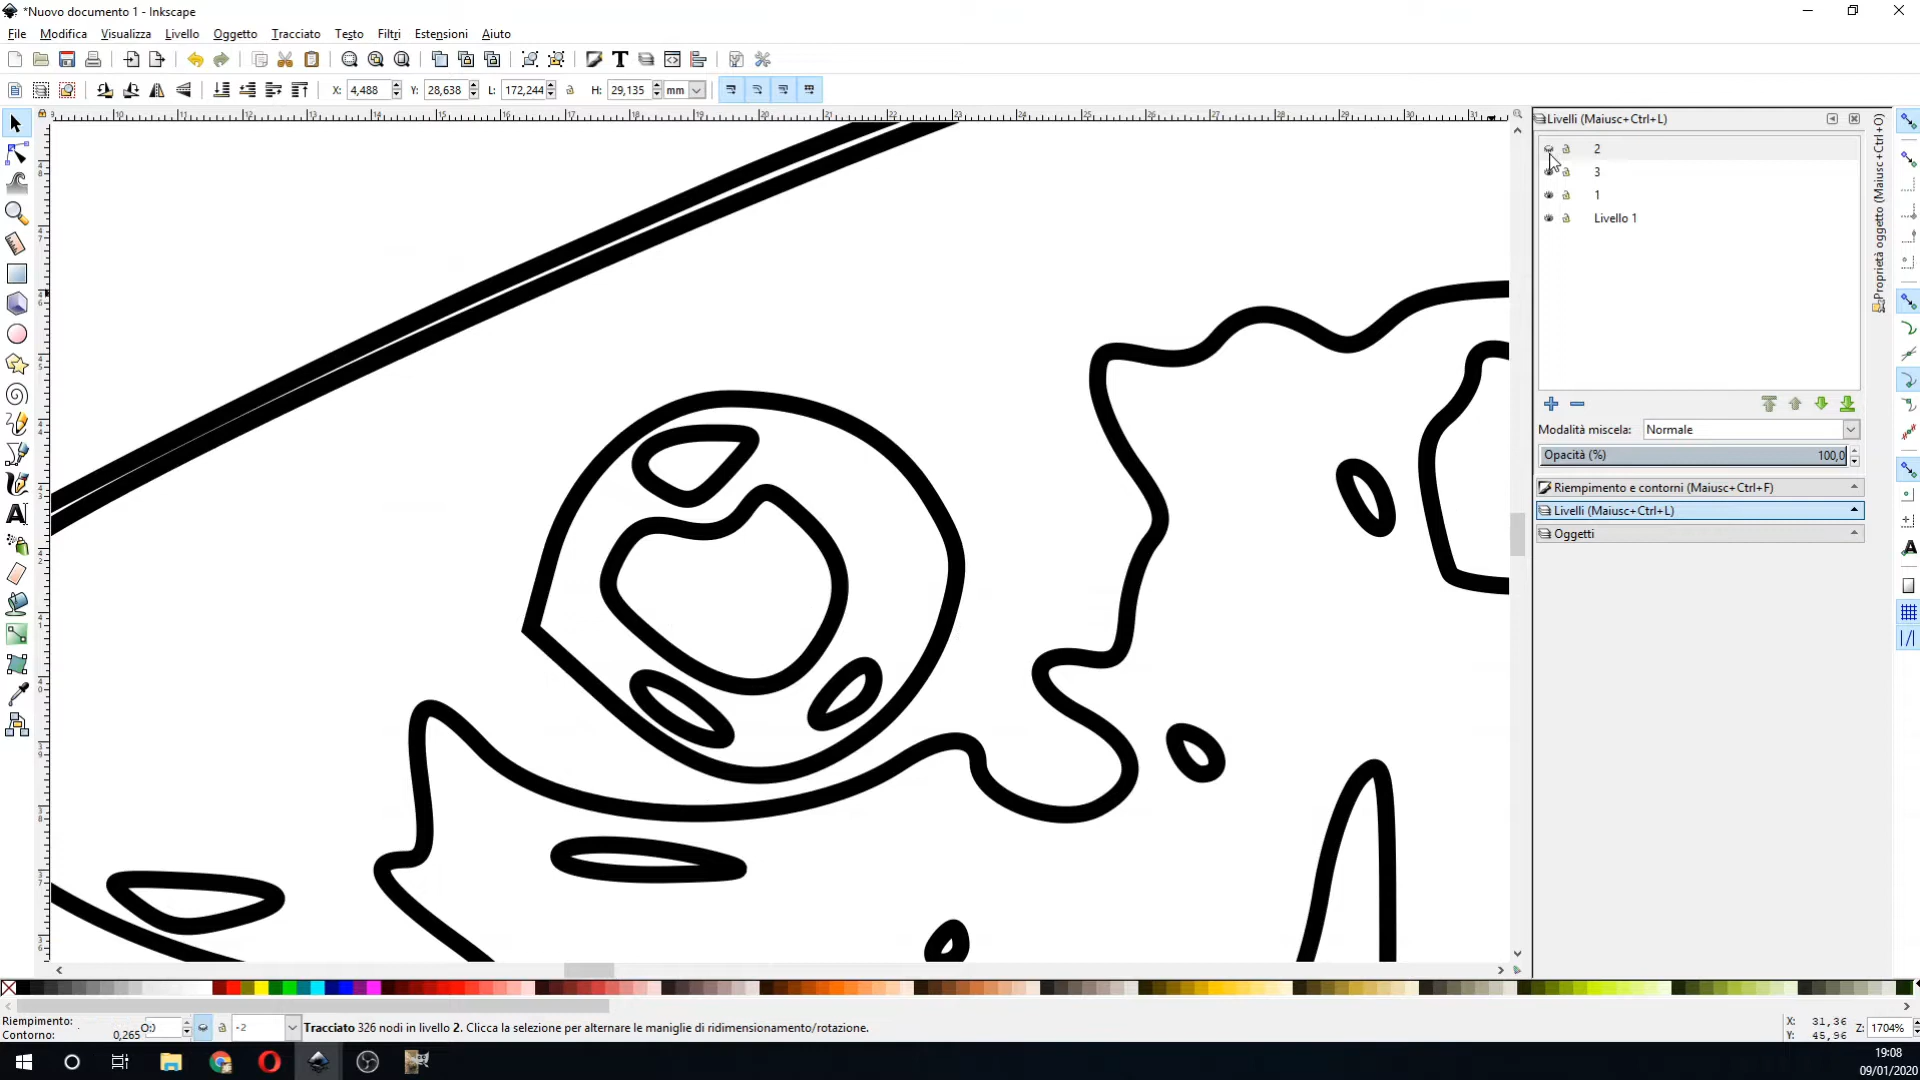 *Nuovo documento 1 - Inkscape
File Modifica Visualizza Livello Oggetto Tracciato Testo Filtri Estensioni Aiuto
X: 4,488 Y: 28,638 L: 172,244 H: 29,135 mm
Livelli (Maiusc+Ctrl+L)
2
3
1
Livello 1
Proprietà oggetto (Maiusc+Ctrl+O)
Modalità miscela: Normale
Opacità (%) 100,0
Riempimento e contorni (Maiusc+Ctrl+F)
Livelli (Maiusc+Ctrl+L)
Oggetti
Riempimento:
Contorno: 0,265 O: -2 Tracciato 326 nodi in livello 2. Clicca la selezione per alternare le maniglie di ridimensionamento/rotazione.
X: 31,36
Y: 45,96
Z: 1704%
19:08
09/01/2020